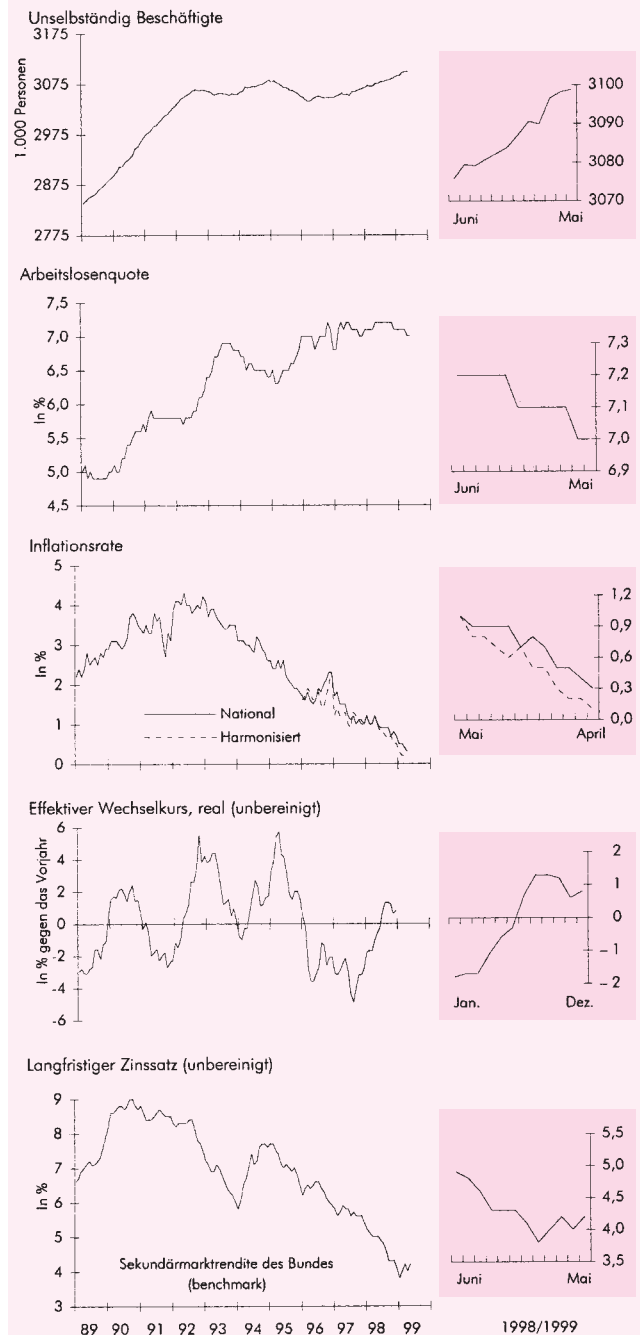 Unselbständig Beschäftigte
1.000 Personen
3175
3075
2975
2875
2775
3100
3090
3080
3070
Juni Mai
Arbeitslosenquote
In %
7,5
7,0
6,5
6,0
5,5
5,0
4,5
7,3
7,2
7,1
7,0
6,9
Juni Mai
Inflationsrate
In %
5
4
3
2
1
0
National
Harmonisiert
1,2
0,9
0,6
0,3
0,0
Mai April
Effektiver Wechselkurs, real (unbereinigt)
In % gegen das Vorjahr
6
4
2
0
-2
-4
-6
2
1
0
-1
-2
Jan. Dez.
Langfristiger Zinssatz (unbereinigt)
In %
9
8
7
6
5
4
3
Sekundärmarktrendite des Bundes
(benchmark)
5,5
5,0
4,5
4,0
3,5
Juni Mai
89 90 91 92 93 94 95 96 97 98 99
1998/1999